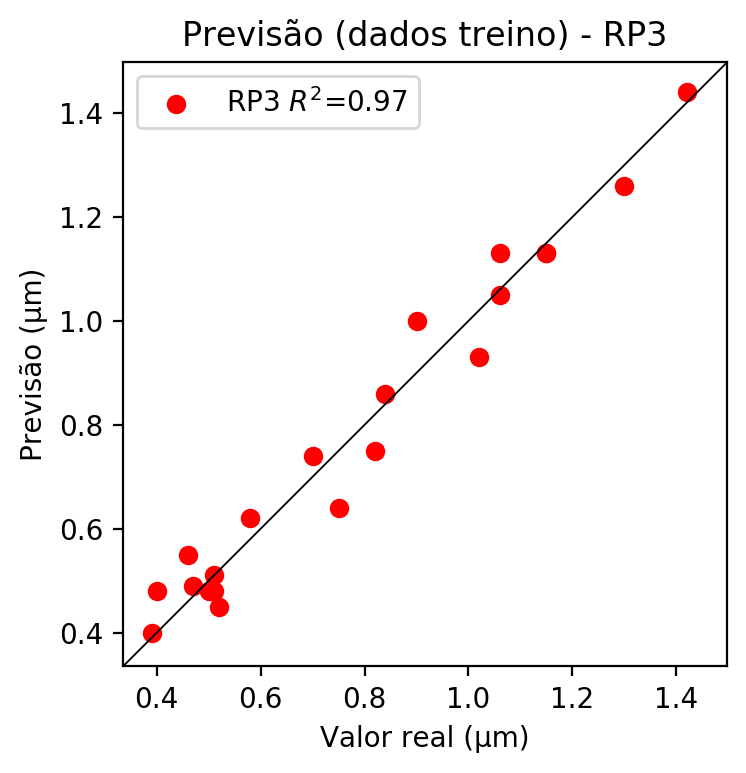 Previsão (dados treino) - RP3
RP3 R²=0.97
Previsão (µm)
1.4
1.2
1.0
0.8
0.6
0.4
0.4 0.6 0.8 1.0 1.2 1.4
Valor real (µm)